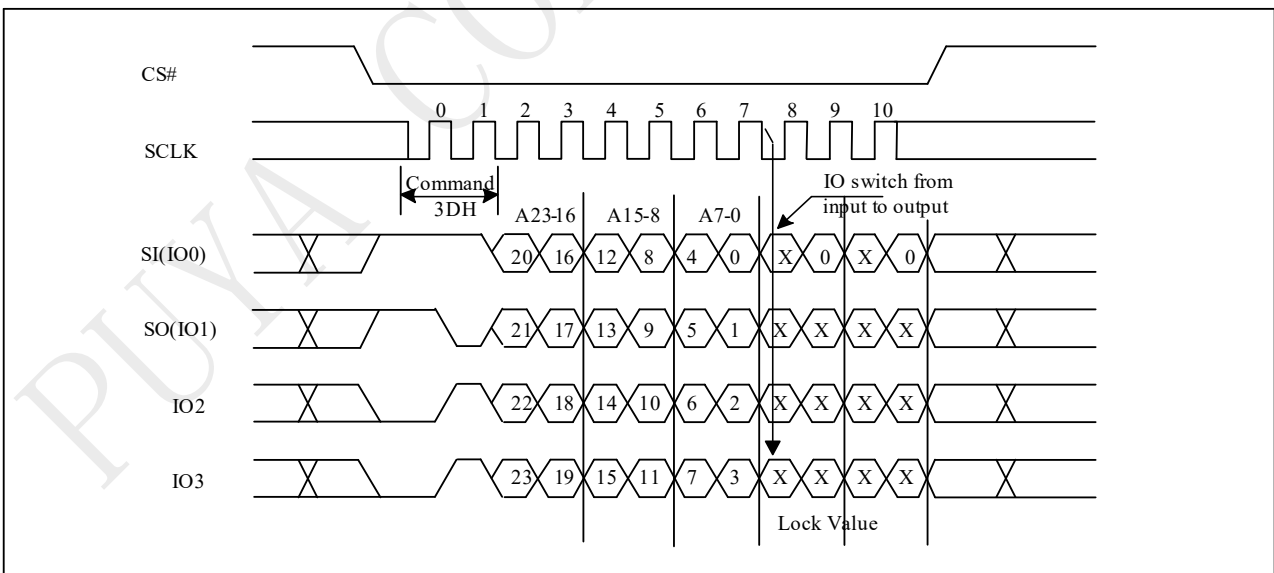 PUYA CO
CS#
0 1 2 3 4 5 6 7 8 9 10
SCLK
Command
3DH
IO switch from
input to output
A23-16 A15-8 A7-0
SI(IO0) 20 16 12 8 4 0 X 0 X 0
SO(IO1) 21 17 13 9 5 1 X X X X
IO2 22 18 14 10 6 2 X X X X
IO3 23 19 15 11 7 3 X X X X
Lock Value